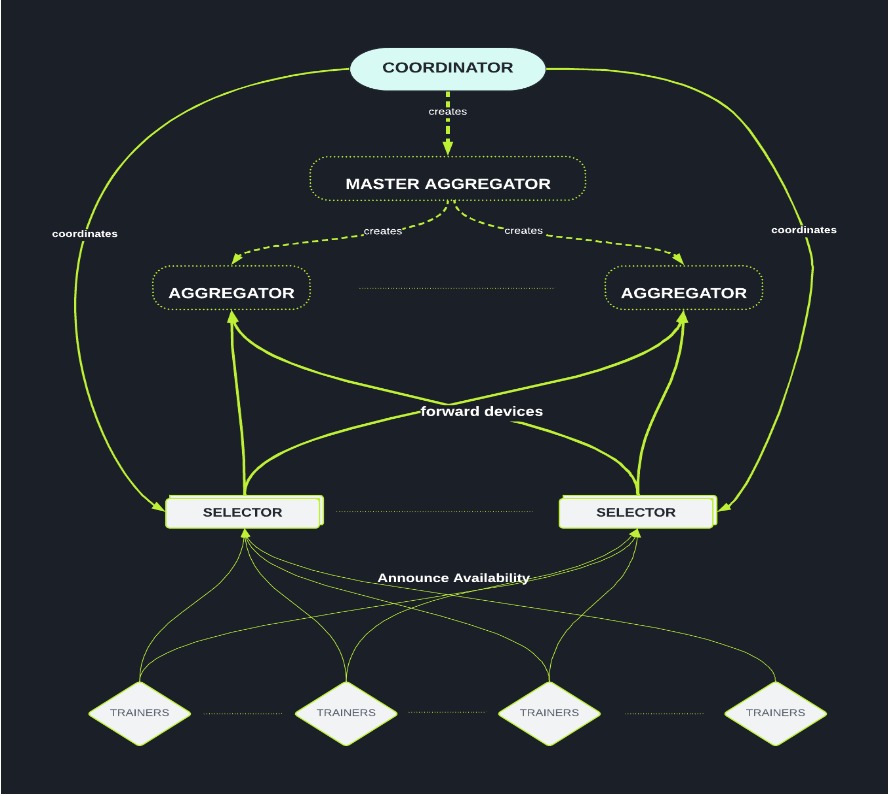 COORDINATOR
creates
MASTER AGGREGATOR
coordinates
creates
creates
coordinates
AGGREGATOR
AGGREGATOR
forward devices
SELECTOR
SELECTOR
Announce Availability
TRAINERS
TRAINERS
TRAINERS
TRAINERS